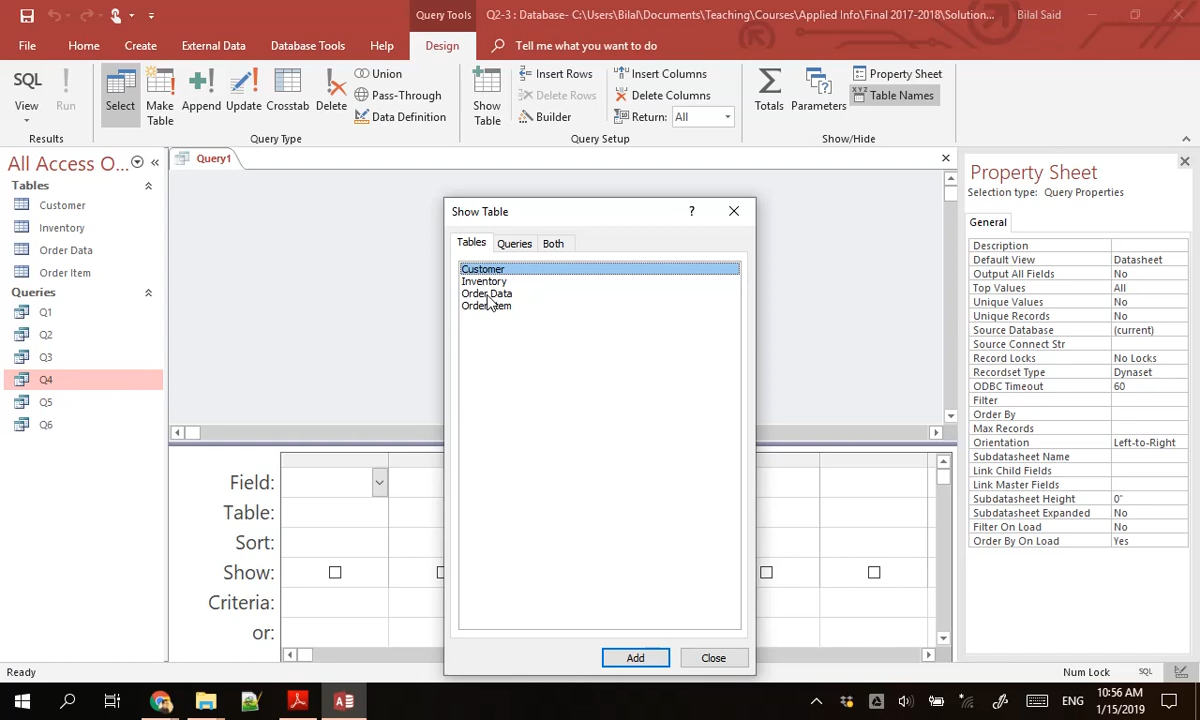 Query Tools
Q2-3 : Database- C:\Users\Bilal\Documents\Teaching\Courses\Applied Info\Final 2017-2018\Solution...
Bilal Said
File
Home
Create
External Data
Database Tools
Help
Design
Tell me what you want to do
SQL
View
Run
Select
Make
Table
Append
Update
Crosstab
Delete
Union
Pass-Through
Data Definition
Show
Table
Insert Rows
Delete Rows
Builder
Insert Columns
Delete Columns
Return:
All
Totals
Parameters
Property Sheet
XYZ
Table Names
Results
Query Type
Query Setup
Show/Hide
All Access O...
Tables
Customer
Inventory
Order Data
Order Item
Queries
Q1
Q2
Q3
Q4
Q5
Q6
Query1
Show Table
?
Tables
Queries
Both
Customer
Inventory
Order Data
Order Item
Add
Close
Field:
Table:
Sort:
Show:
Criteria:
or:
Property Sheet
Selection type: Query Properties
General
Description
Default View Datasheet
Output All Fields No
Top Values All
Unique Values No
Unique Records No
Source Database (current)
Source Connect Str
Record Locks No Locks
Recordset Type Dynaset
ODBC Timeout 60
Filter
Order By
Max Records
Orientation Left-to-Right
Subdatasheet Name
Link Child Fields
Link Master Fields
Subdatasheet Height 0"
Subdatasheet Expanded No
Filter On Load No
Order By On Load Yes
Ready
Num Lock
SQL
ENG
10:56 AM
1/15/2019